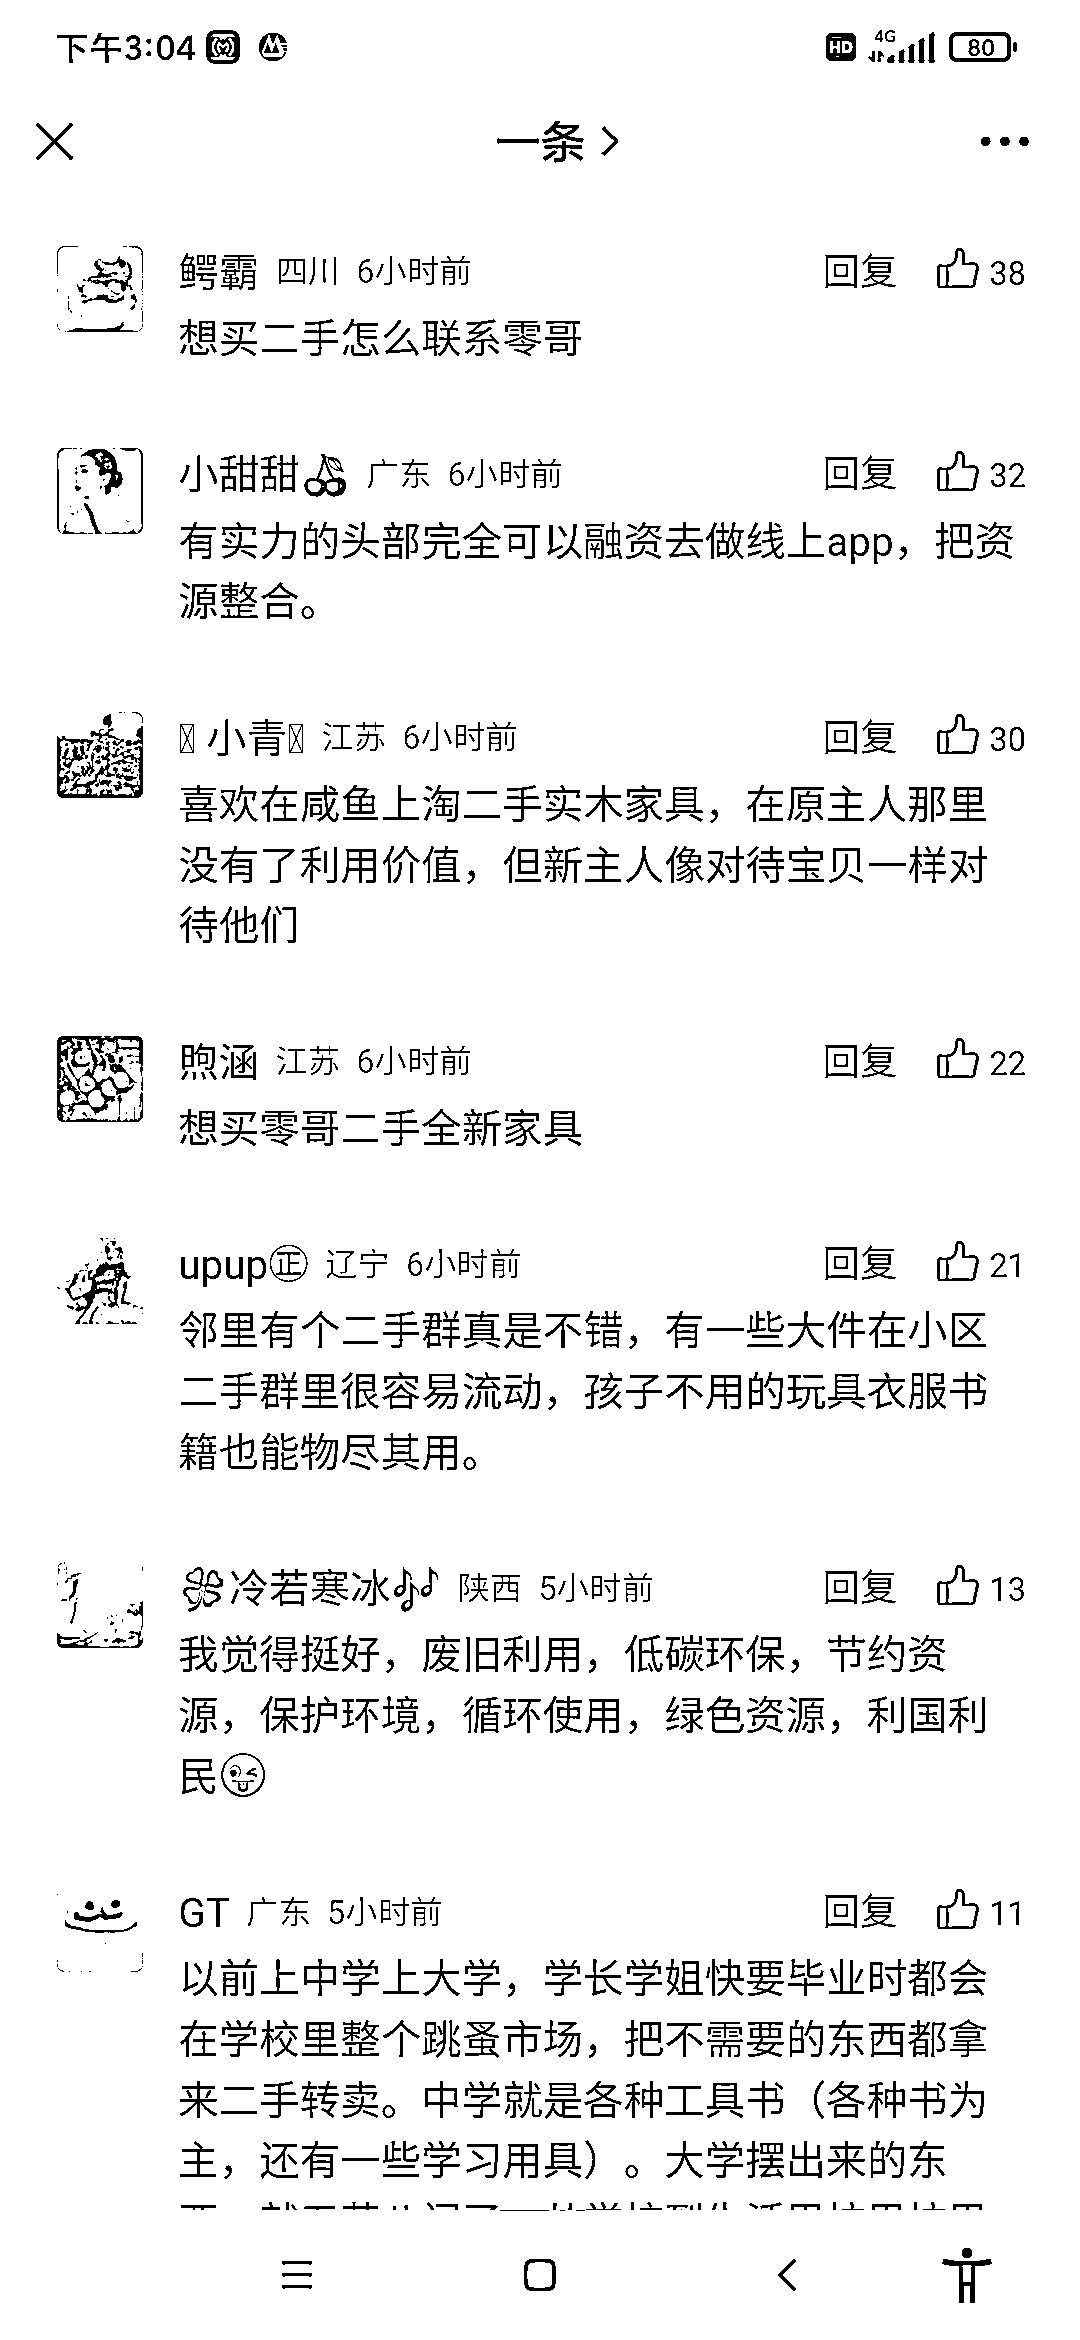 下午3:04 HD 4G 80
一条
鳄霸 四川 6小时前 回复 38
想买二手怎么联系零哥
小甜甜🍒 广东 6小时前 回复 32
有实力的头部完全可以融资去做线上app，把资
源整合。
小青 江苏 6小时前 回复 30
喜欢在咸鱼上淘二手实木家具，在原主人那里
没有了利用价值，但新主人像对待宝贝一样对
待他们
煦涵 江苏 6小时前 回复 22
想买零哥二手全新家具
upup㊣ 辽宁 6小时前 回复 21
邻里有个二手群真是不错，有一些大件在小区
二手群里很容易流动，孩子不用的玩具衣服书
籍也能物尽其用。
🍀冷若寒冰🎶 陕西 5小时前 回复 13
我觉得挺好，废旧利用，低碳环保，节约资
源，保护环境，循环使用，绿色资源，利国利
民😜
GT 广东 5小时前 回复 11
以前上中学上大学，学长学姐快要毕业时都会
在学校里整个跳蚤市场，把不需要的东西都拿
来二手转卖。中学就是各种工具书（各种书为
主，还有一些学习用具）。大学摆出来的东